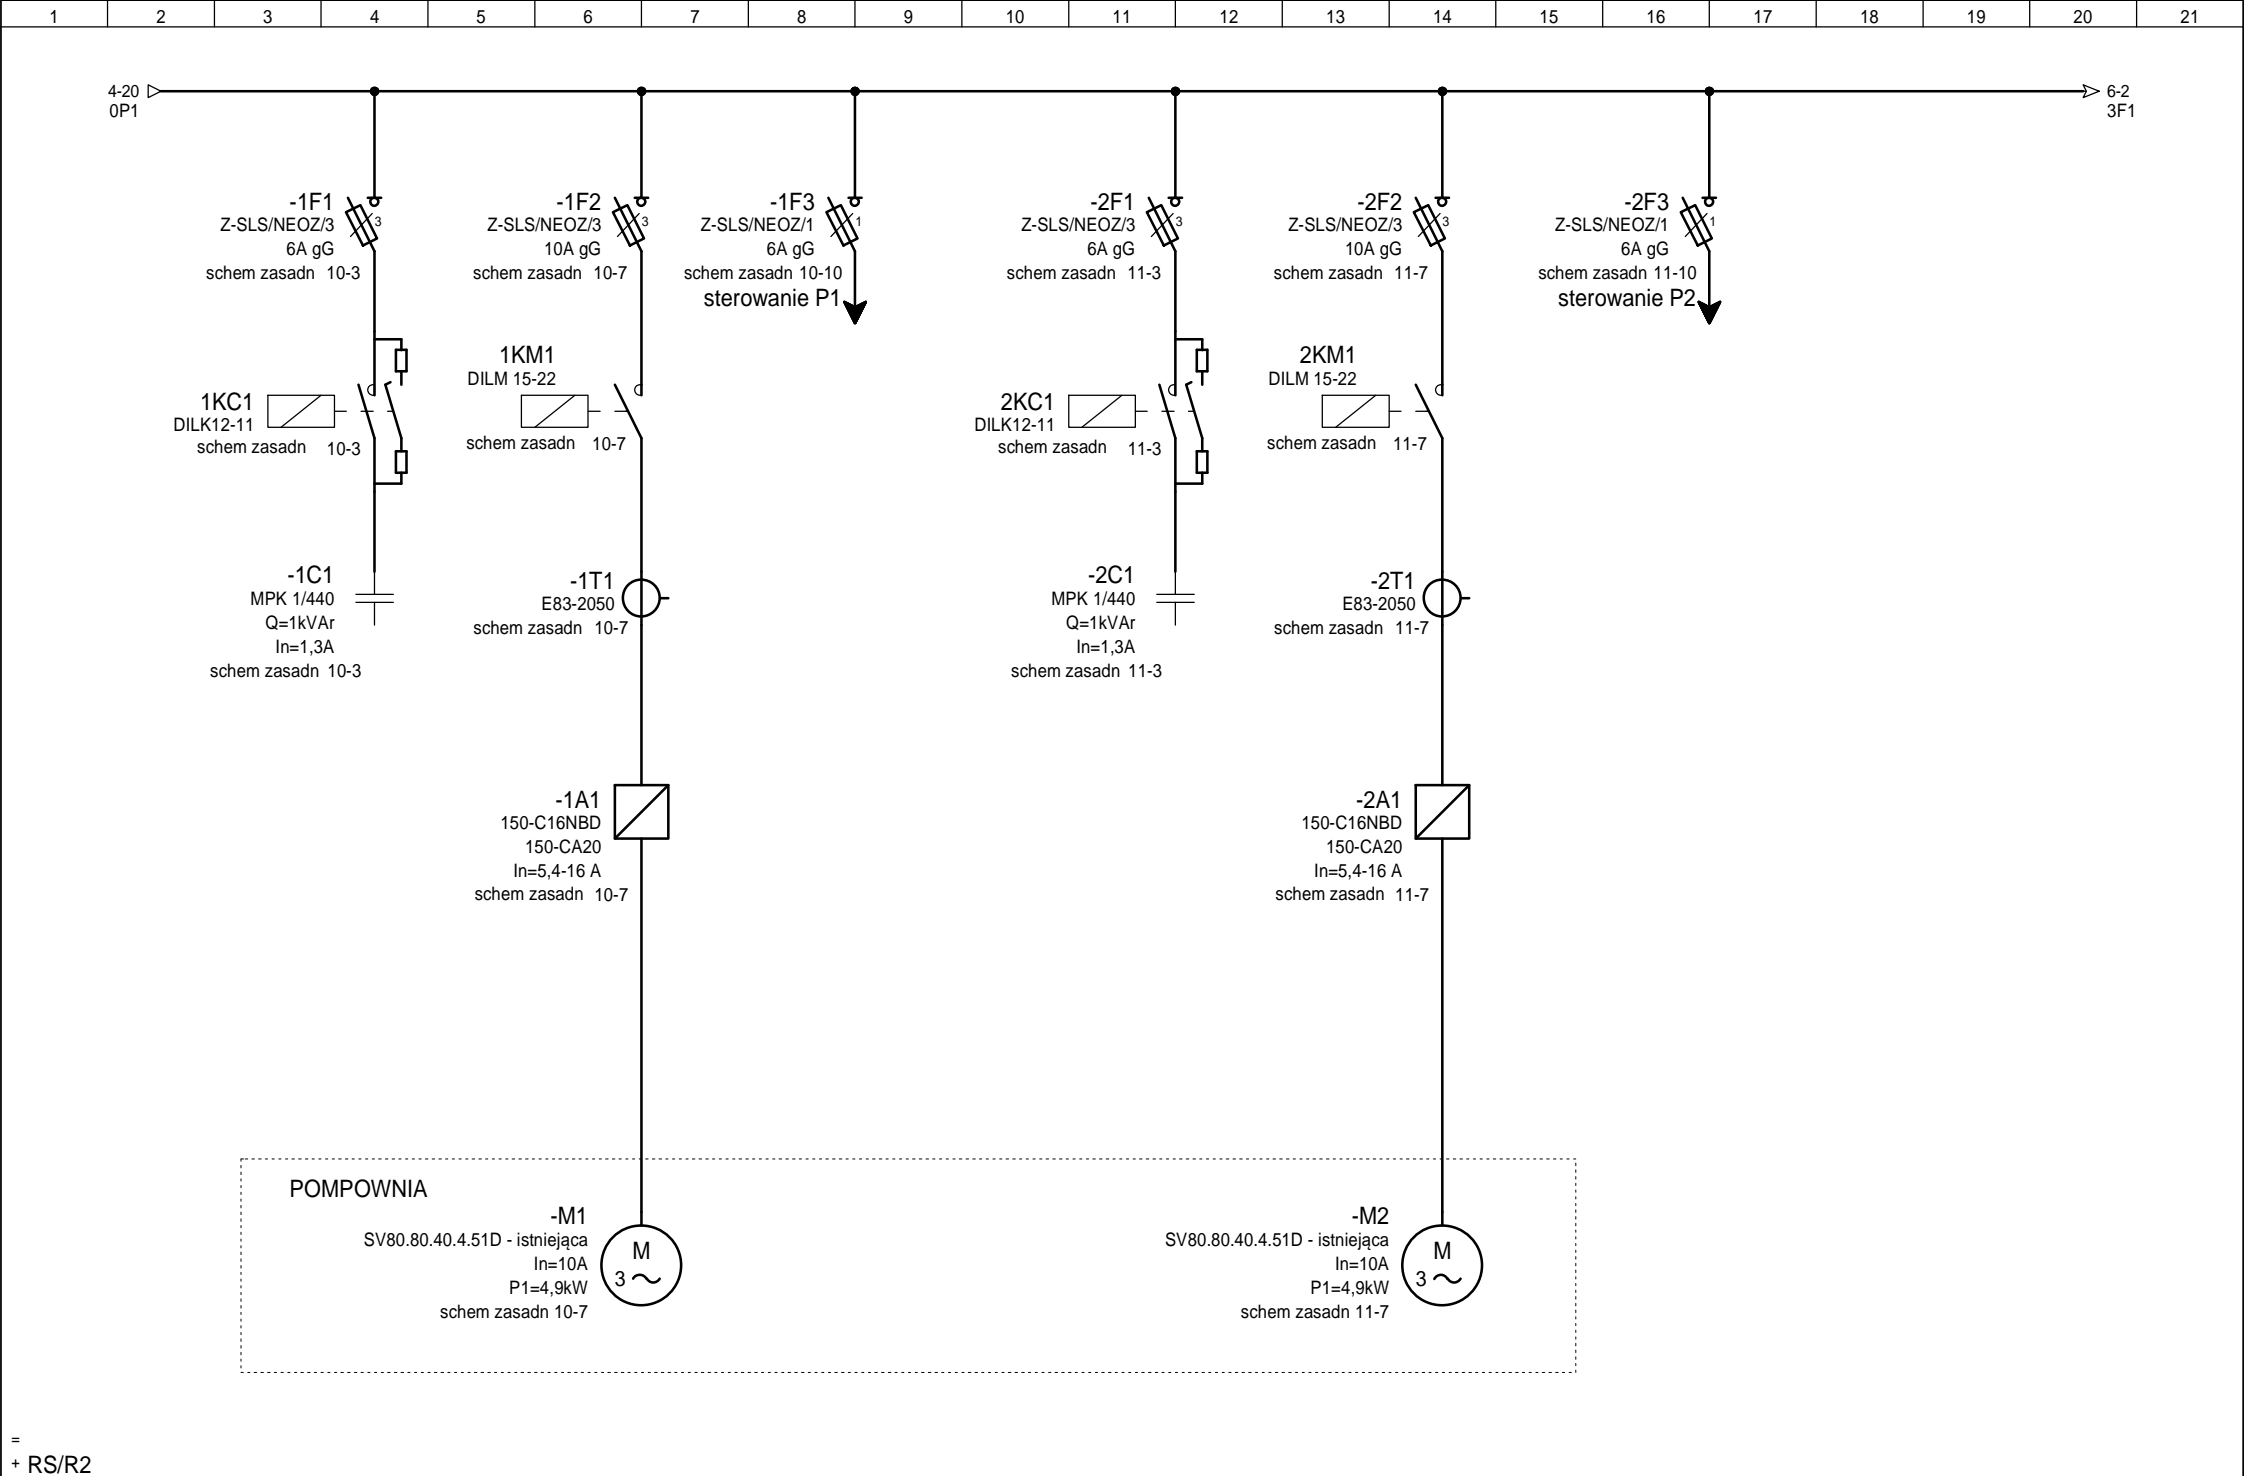 1 2 3 4 5 6 7 8 9 10 11 12 13 14 15 16 17 18 19 20 21
4-20
0P1
6-2
3F1
-1F1
Z-SLS/NEOZ/3
6A gG
schem zasadn 10-3
3
-1F2
Z-SLS/NEOZ/3
10A gG
schem zasadn 10-7
3
-1F3
Z-SLS/NEOZ/1
6A gG
schem zasadn 10-10
sterowanie P1
1
-2F1
Z-SLS/NEOZ/3
6A gG
schem zasadn 11-3
3
-2F2
Z-SLS/NEOZ/3
10A gG
schem zasadn 11-7
3
-2F3
Z-SLS/NEOZ/1
6A gG
schem zasadn 11-10
sterowanie P2
1
1KC1
DILK12-11
schem zasadn 10-3
1KM1
DILM 15-22
schem zasadn 10-7
2KC1
DILK12-11
schem zasadn 11-3
2KM1
DILM 15-22
schem zasadn 11-7
-1C1
MPK 1/440
Q=1kVAr
In=1,3A
schem zasadn 10-3
-1T1
E83-2050
schem zasadn 10-7
-2C1
MPK 1/440
Q=1kVAr
In=1,3A
schem zasadn 11-3
-2T1
E83-2050
schem zasadn 11-7
-1A1
150-C16NBD
150-CA20
In=5,4-16 A
schem zasadn 10-7
-2A1
150-C16NBD
150-CA20
In=5,4-16 A
schem zasadn 11-7
POMPOWNIA
-M1
SV80.80.40.4.51D - istniejąca
In=10A
P1=4,9kW
schem zasadn 10-7
M
3
-M2
SV80.80.40.4.51D - istniejąca
In=10A
P1=4,9kW
schem zasadn 11-7
M
3
=
+ RS/R2